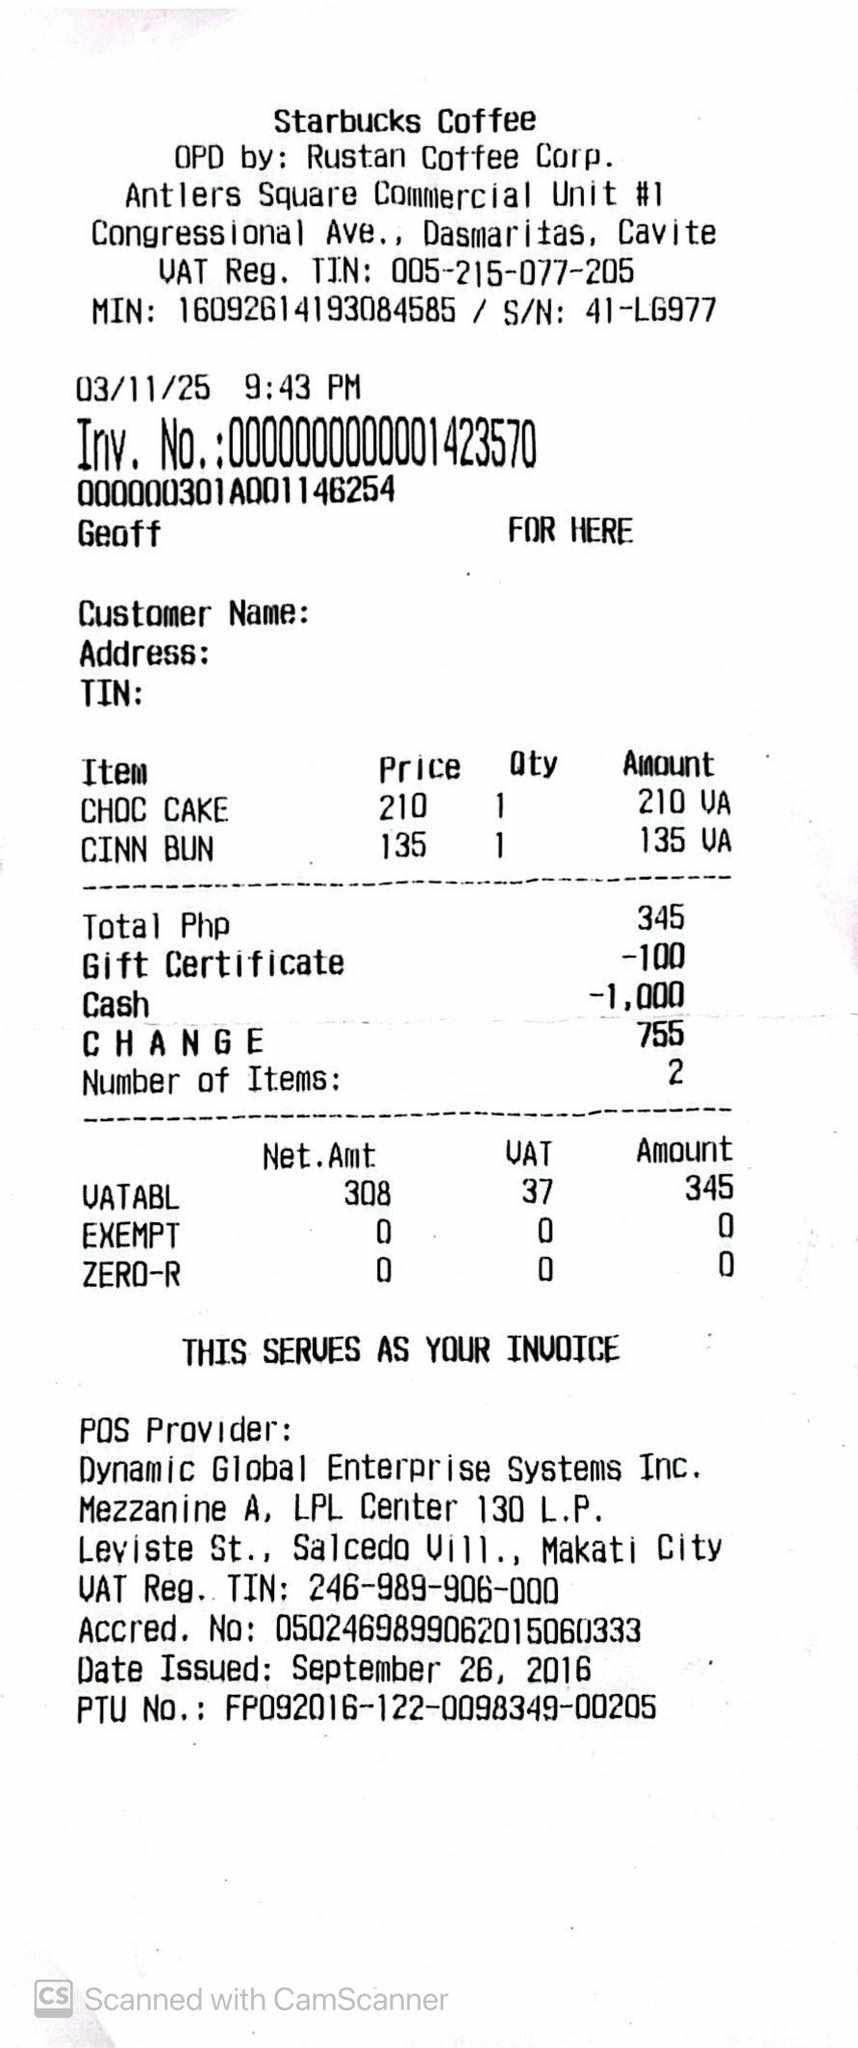 Starbucks Coffee
OPD by: Rustan Coffee Corp.
Antlers Square Commercial Unit #1
Congressional Ave., Dasmaritas, Cavite
VAT Reg. TIN: 005-215-077-205
MIN: 16092614193084585 / S/N: 41-LG977
03/11/25 9:43 PM
Inv. No.:0000000000001423570
000000301A001146254
Geoff FOR HERE
Customer Name:
Address:
TIN:
Item Price Qty Amount
CHOC CAKE 210 1 210 VA
CINN BUN 135 1 135 VA
Total Php 345
Gift Certificate -100
Cash -1,000
C H A N G E 755
Number of Items: 2
Net.Amt VAT Amount
VATABL 308 37 345
EXEMPT 0 0 0
ZERO-R 0 0 0
THIS SERVES AS YOUR INVOICE
POS Provider:
Dynamic Global Enterprise Systems Inc.
Mezzanine A, LPL Center 130 L.P.
Leviste St., Salcedo Vill., Makati City
VAT Reg. TIN: 246-989-906-000
Accred. No: 0502469899062015060333
Date Issued: September 26, 2016
PTU No.: FP092016-122-0098349-00205
CS Scanned with CamScanner